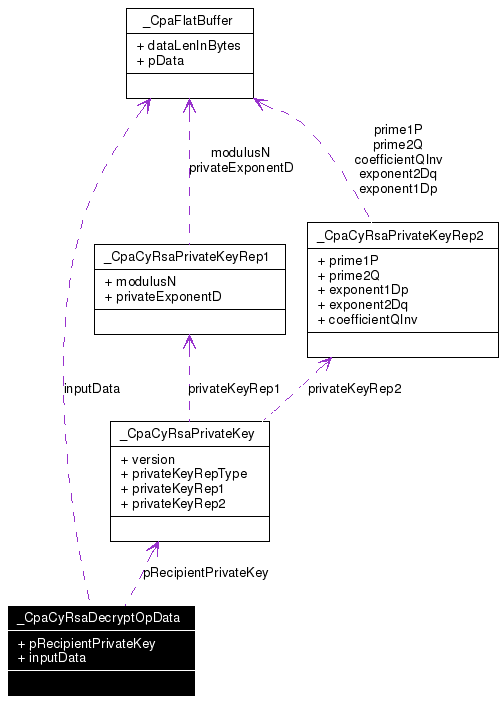 _CpaFlatBuffer
+ dataLenInBytes
+ pData
modulusN
privateExponentD
prime1P
prime2Q
coefficientQInv
exponent2Dq
exponent1Dp
_CpaCyRsaPrivateKeyRep1
+ modulusN
+ privateExponentD
_CpaCyRsaPrivateKeyRep2
+ prime1P
+ prime2Q
+ exponent1Dp
+ exponent2Dq
+ coefficientQInv
inputData
privateKeyRep1
privateKeyRep2
_CpaCyRsaPrivateKey
+ version
+ privateKeyRepType
+ privateKeyRep1
+ privateKeyRep2
pRecipientPrivateKey
_CpaCyRsaDecryptOpData
+ pRecipientPrivateKey
+ inputData